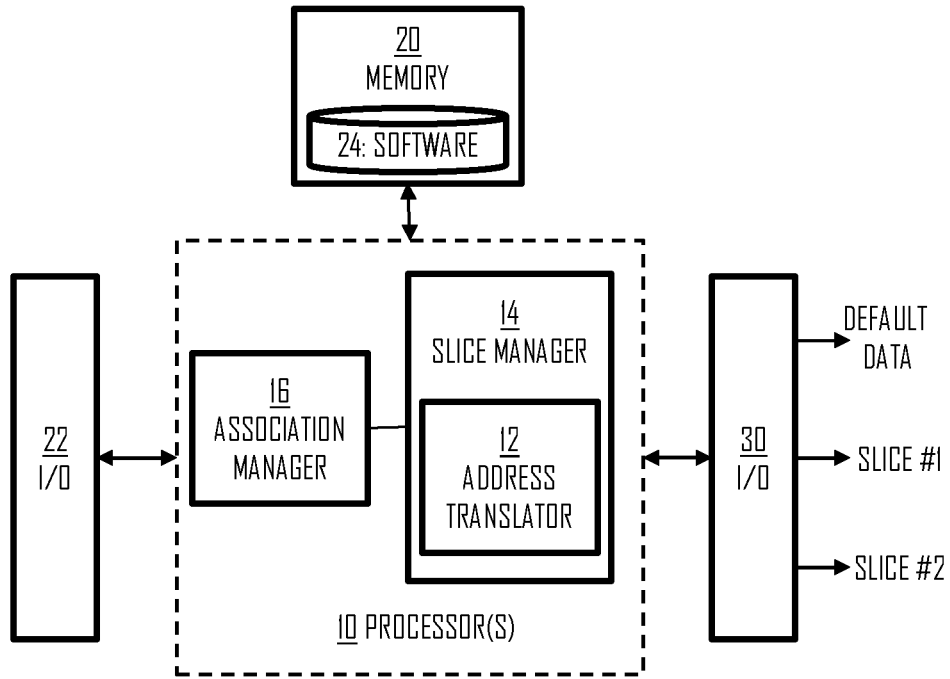 20
MEMORY
24: SOFTWARE
14
SLICE MANAGER
16
ASSOCIATION
MANAGER
12
ADDRESS
TRANSLATOR
10 PROCESSOR(S)
22
I/O
30
I/O
DEFAULT
DATA
SLICE #1
SLICE #2